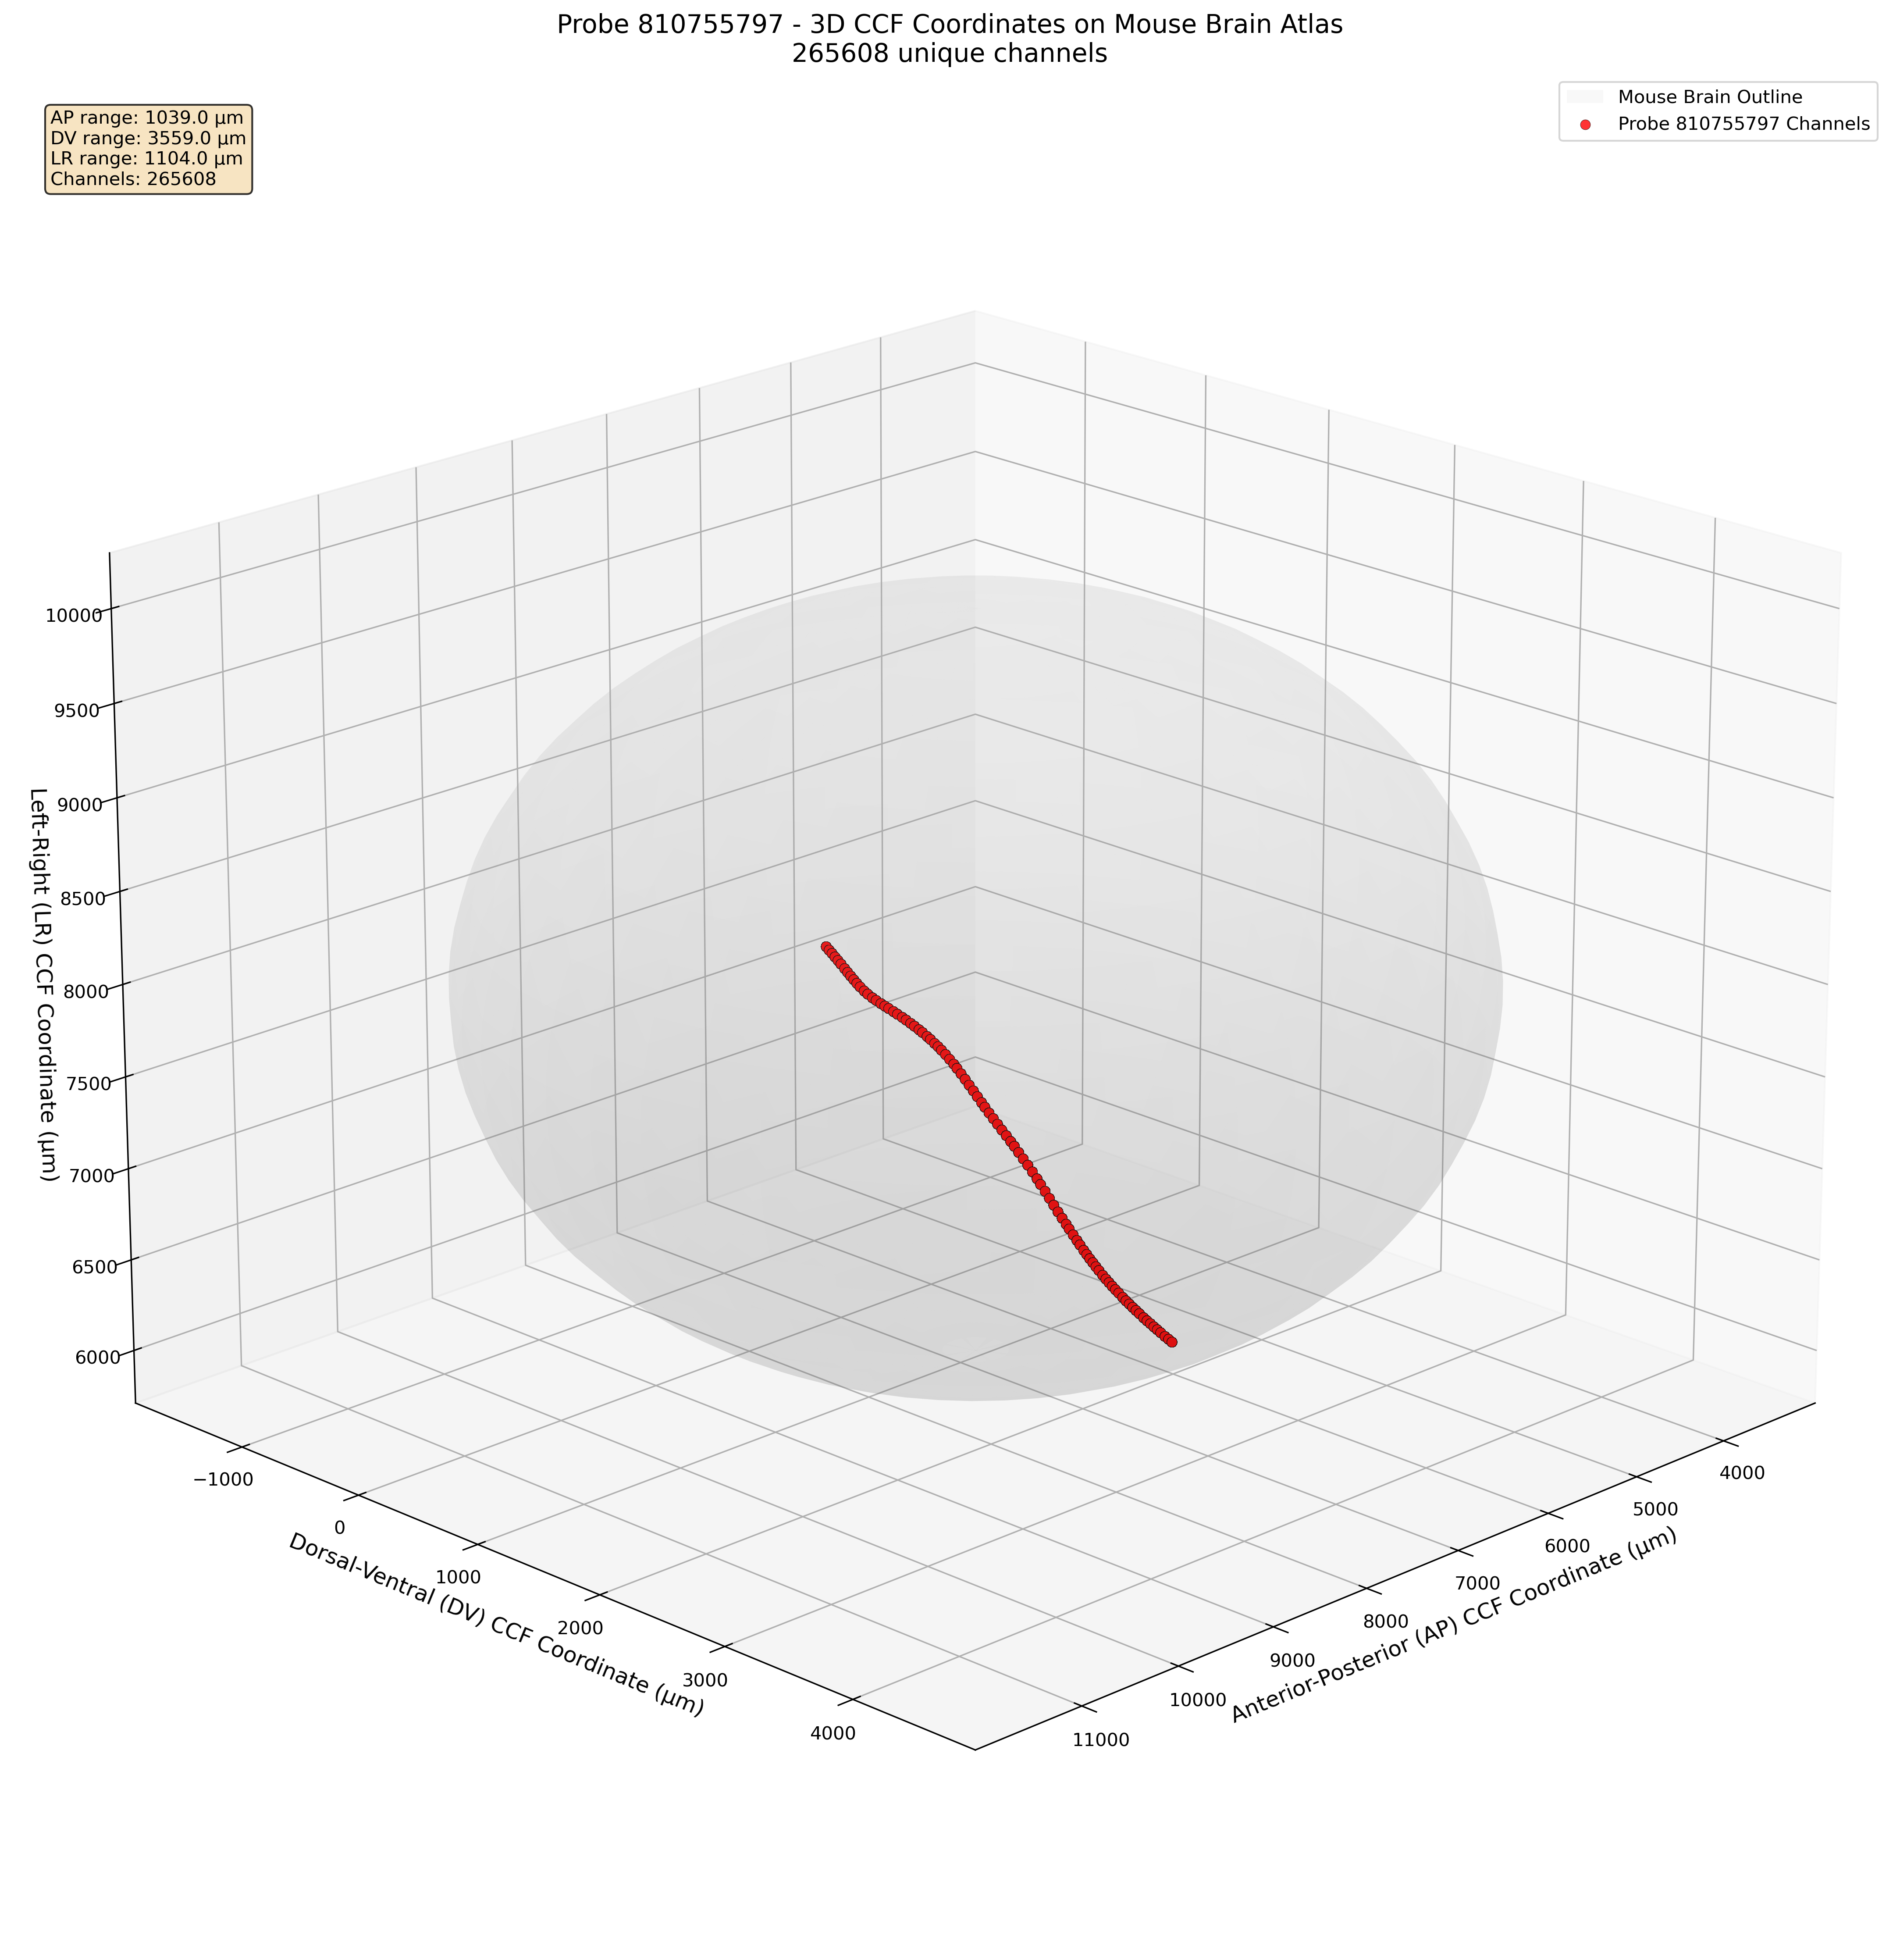 Probe 810755797 - 3D CCF Coordinates on Mouse Brain Atlas
265608 unique channels
AP range: 1039.0 µm
DV range: 3559.0 µm
LR range: 1104.0 µm
Channels: 265608
Mouse Brain Outline
Probe 810755797 Channels
10000
9500
9000
8500
8000
7500
7000
6500
6000
Left-Right (LR) CCF Coordinate (µm)
−1000
0
1000
2000
3000
4000
Dorsal-Ventral (DV) CCF Coordinate (µm)
4000
5000
6000
7000
8000
9000
10000
11000
Anterior-Posterior (AP) CCF Coordinate (µm)